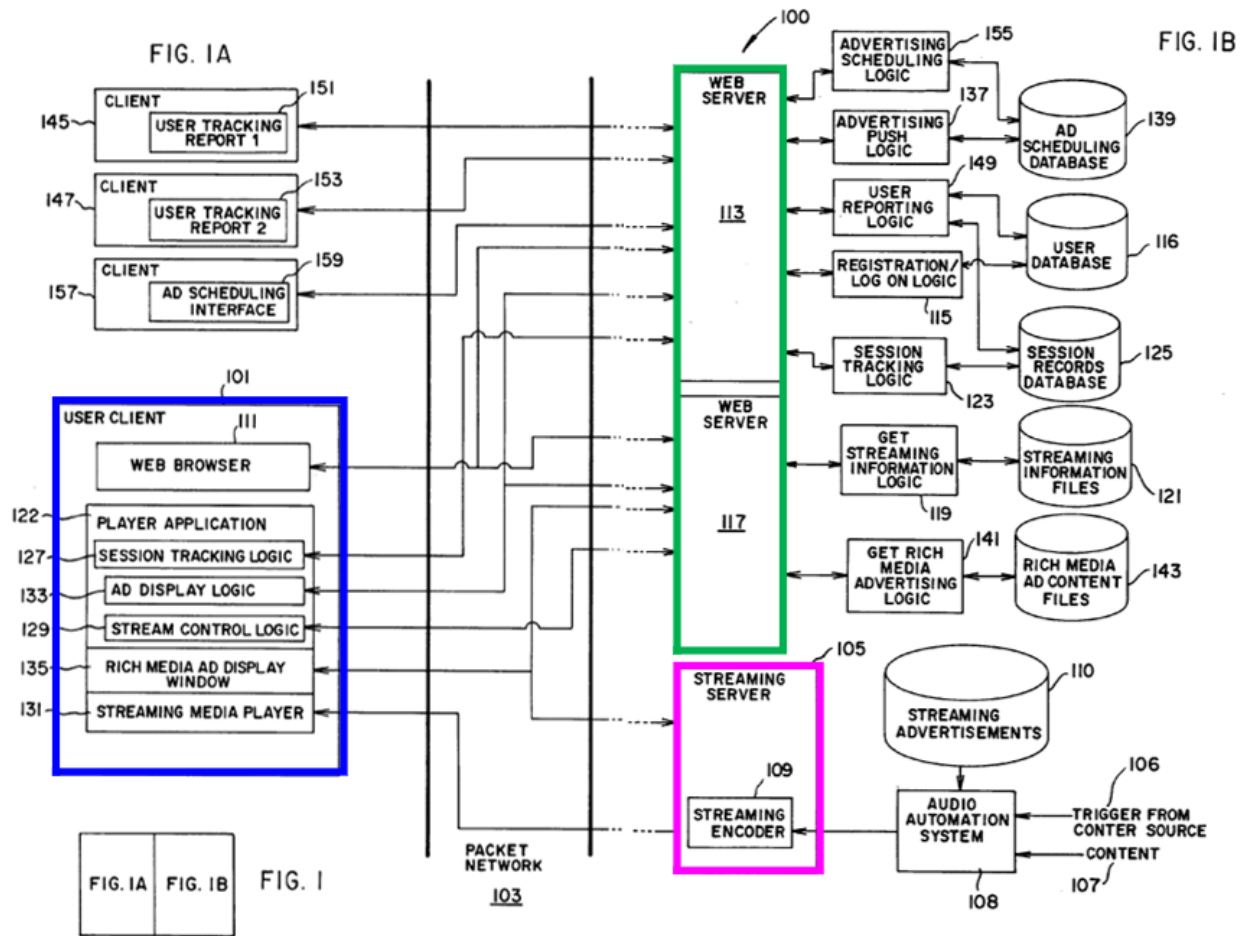 FIG. 1A
CLIENT
151
145
USER TRACKING
REPORT 1
CLIENT
153
147
USER TRACKING
REPORT 2
CLIENT
159
157
AD SCHEDULING
INTERFACE
101
USER CLIENT
111
WEB BROWSER
122
PLAYER APPLICATION
127
SESSION TRACKING LOGIC
133
AD DISPLAY LOGIC
129
STREAM CONTROL LOGIC
135
RICH MEDIA AD DISPLAY
WINDOW
131
STREAMING MEDIA PLAYER
FIG. 1A
FIG. 1B
FIG. 1
PACKET
NETWORK
103
100
FIG. 1B
WEB
SERVER
113
WEB
SERVER
117
105
STREAMING
SERVER
109
STREAMING
ENCODER
ADVERTISING
SCHEDULING
LOGIC
155
ADVERTISING
PUSH
LOGIC
137
AD
SCHEDULING
DATABASE
139
USER
REPORTING
LOGIC
149
USER
DATABASE
116
REGISTRATION/
LOG ON LOGIC
115
SESSION
TRACKING
LOGIC
123
SESSION
RECORDS
DATABASE
125
GET
STREAMING
INFORMATION
LOGIC
119
STREAMING
INFORMATION
FILES
121
GET RICH
MEDIA
ADVERTISING
LOGIC
141
RICH MEDIA
AD CONTENT
FILES
143
STREAMING
ADVERTISEMENTS
110
AUDIO
AUTOMATION
SYSTEM
108
106
TRIGGER FROM
CONTER SOURCE
CONTENT
107